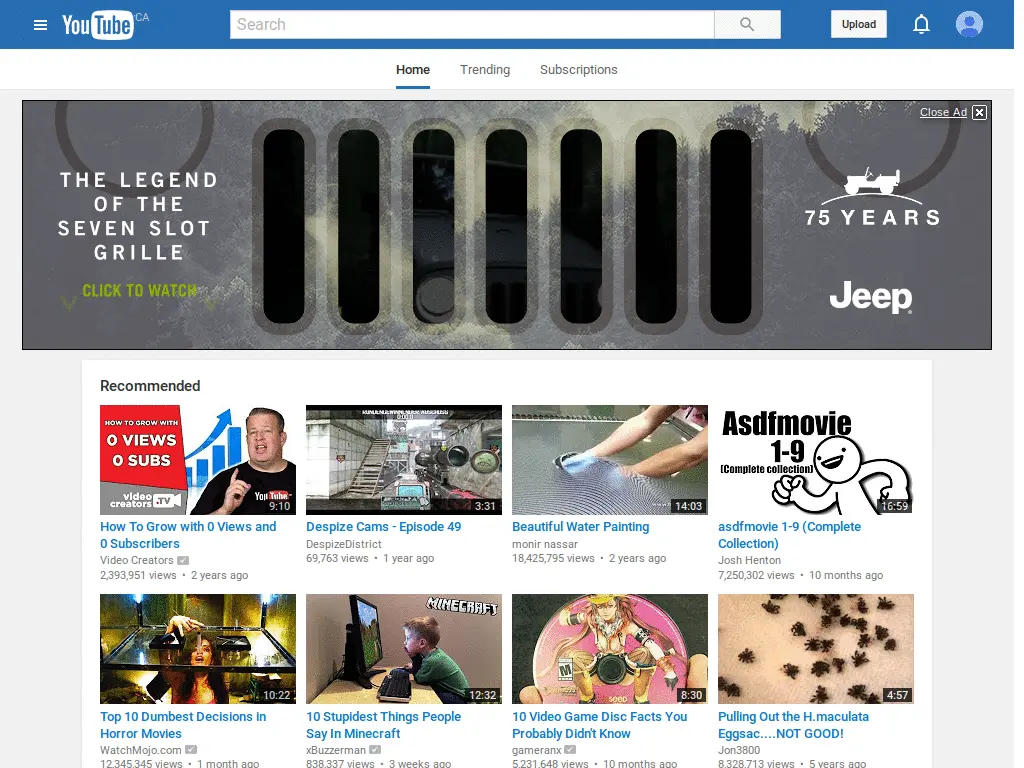 YouTube CA
Search
Upload
Home Trending Subscriptions
Close Ad
THE LEGEND
OF THE
SEVEN SLOT
GRILLE
CLICK TO WATCH
75 YEARS
Jeep
Recommended
HOW TO GROW WITH
0 VIEWS
0 SUBS
video
creators.TV
YouTube
9:10
How To Grow with 0 Views and
0 Subscribers
Video Creators
2,393,951 views • 2 years ago
3:31
Despize Cams - Episode 49
DespizeDistrict
69,763 views • 1 year ago
14:03
Beautiful Water Painting
monir nassar
18,425,795 views • 2 years ago
Asdfmovie
1-9
(Complete collection)
16:59
asdfmovie 1-9 (Complete
Collection)
Josh Henton
7,250,302 views • 10 months ago
10:22
Top 10 Dumbest Decisions In
Horror Movies
WatchMojo.com
12,345,345 views • 1 month ago
MINECRAFT
12:32
10 Stupidest Things People
Say In Minecraft
xBuzzerman
838,337 views • 3 weeks ago
M
8:30
10 Video Game Disc Facts You
Probably Didn't Know
gameranx
5,231,648 views • 10 months ago
4:57
Pulling Out the H.maculata
Eggsac....NOT GOOD!
Jon3800
8,328,713 views • 5 years ago